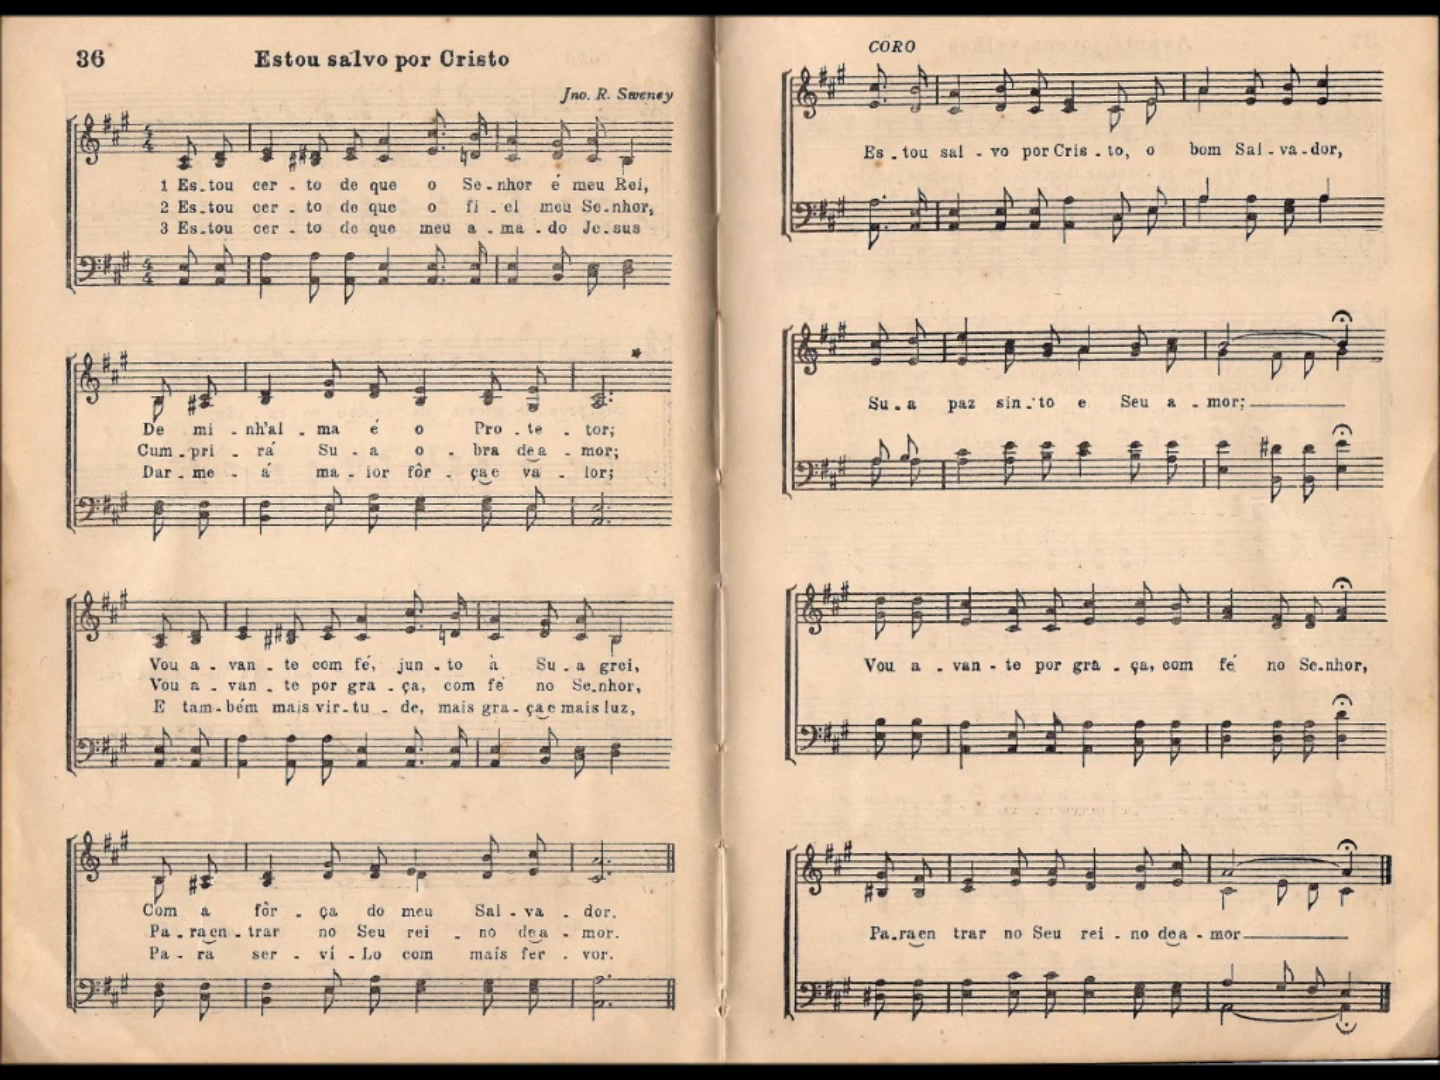 36
Estou salvo por Cristo
Jno. R. Sweney
4
4
1 Es-tou cer - to de que o Se-nhor é meu Rei,
2 Es-tou cer - to de que o fi-el meu Se-nhor,
3 Es-tou cer - to de que meu a-ma-do Je-sus
4
4
De mi - nh'al - ma é o Pro - te - tor;
Cum - pri - rá Su - a o - bra de a - mor;
Dar - me - á ma - ior fôr - ça e va - lor;
Vou a - van - te com fé, jun - to à Su - a grei,
Vou a - van - te por gra - ça, com fé no Se-nhor,
E tam-bém mais vir-tu - de, mais gra-ça e mais luz,
Com a fôr - ça do meu Sal - va - dor.
Pa-ra en-trar no Seu rei - no de a - mor.
Pa - ra ser - vi-Lo com mais fer - vor.
CORO
Es-tou sal - vo por Cris-to, o bom Sal-va-dor,
Su-a paz sin-to e Seu a-mor;
Vou a - van - te por gra - ça, com fé no Se-nhor,
Pa-ra en trar no Seu rei - no de a - mor